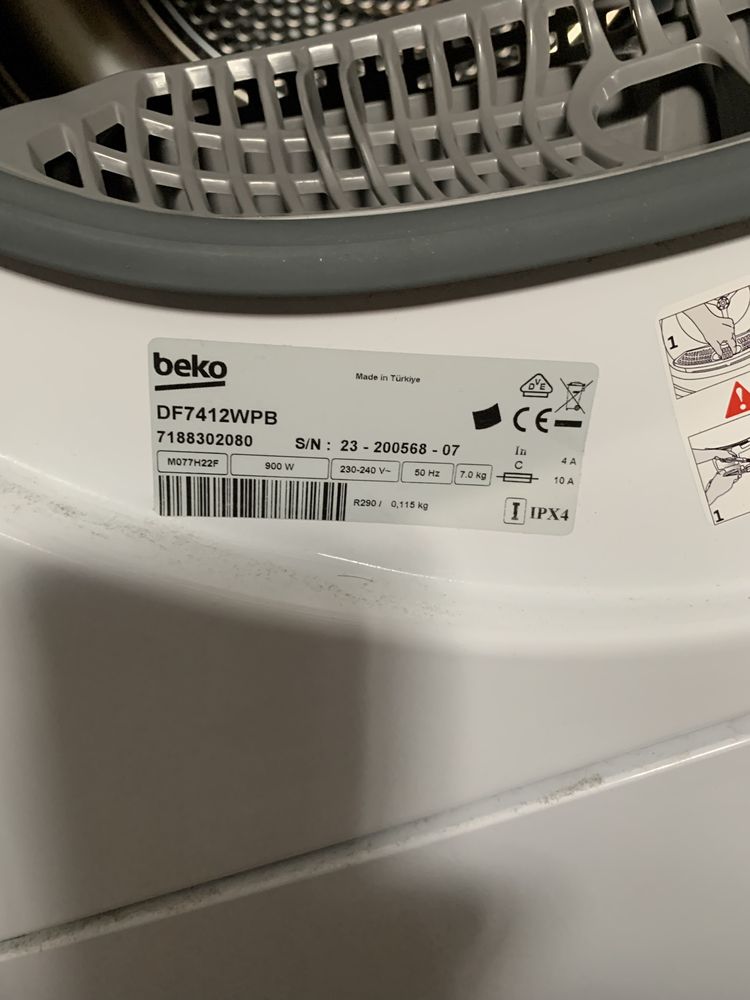 beko
Made in Türkiye
DVE
DF7412WPB
CE
7188302080 S/N : 23 - 200568 - 07
In 4 A
C 10 A
M077H22F 900 W 230-240 V~ 50 Hz 7.0 kg
R290 / 0,115 kg
IPX4
1
1